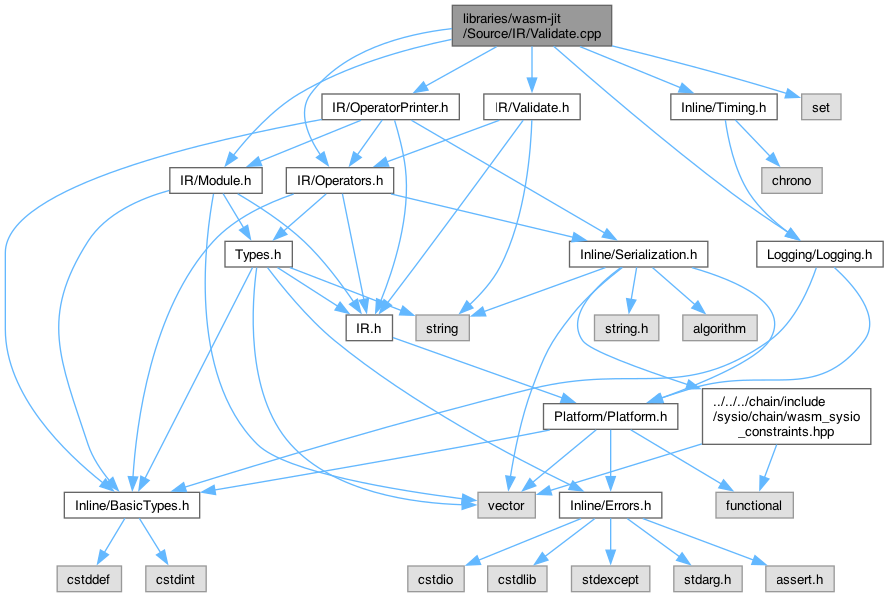 libraries/wasm-jit
/Source/IR/Validate.cpp
IR/OperatorPrinter.h
IR/Validate.h
Inline/Timing.h
set
IR/Module.h
IR/Operators.h
chrono
Types.h
Inline/Serialization.h
Logging/Logging.h
IR.h
string
string.h
algorithm
Platform/Platform.h
../../../chain/include
/sysio/chain/wasm_sysio
_constraints.hpp
Inline/BasicTypes.h
vector
Inline/Errors.h
functional
cstddef
cstdint
cstdio
cstdlib
stdexcept
stdarg.h
assert.h